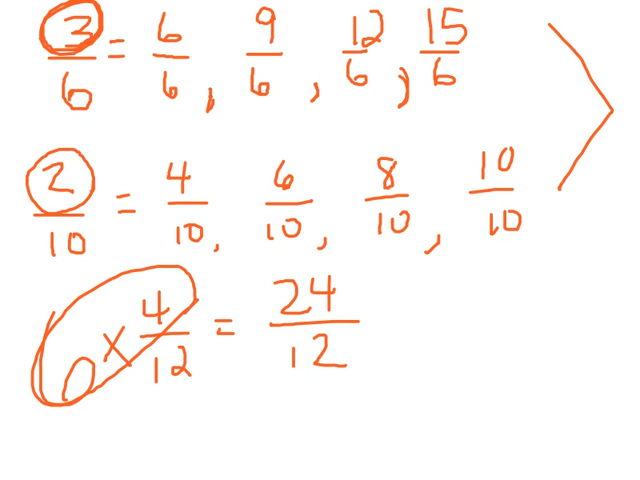 3/6 = 6/6, 9/6, 12/6, 15/6
2/10 = 4/10, 6/10, 8/10, 10/10
6 × 4/12 = 24/12